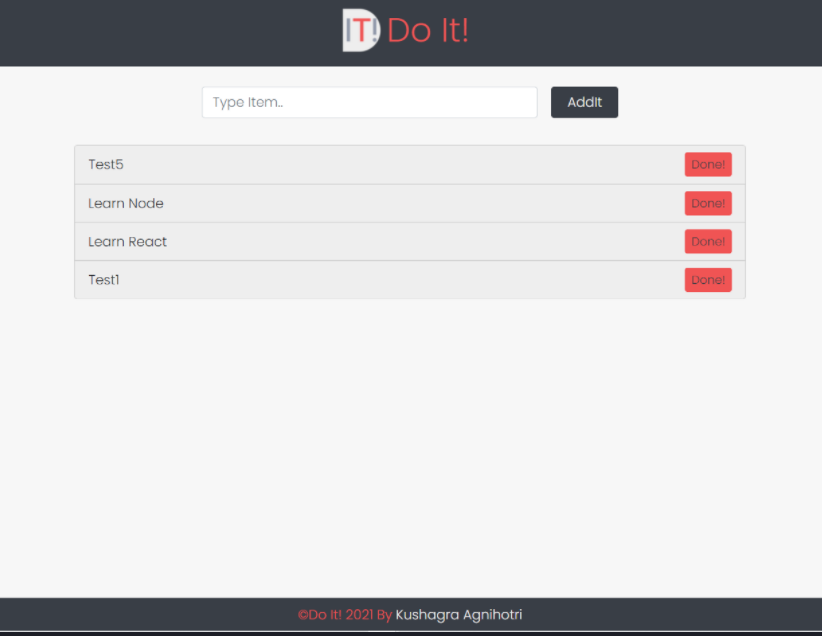 IT! Do It!
Type Item..
AddIt
Test5 Done!
Learn Node Done!
Learn React Done!
Test1 Done!
©Do It! 2021 By Kushagra Agnihotri